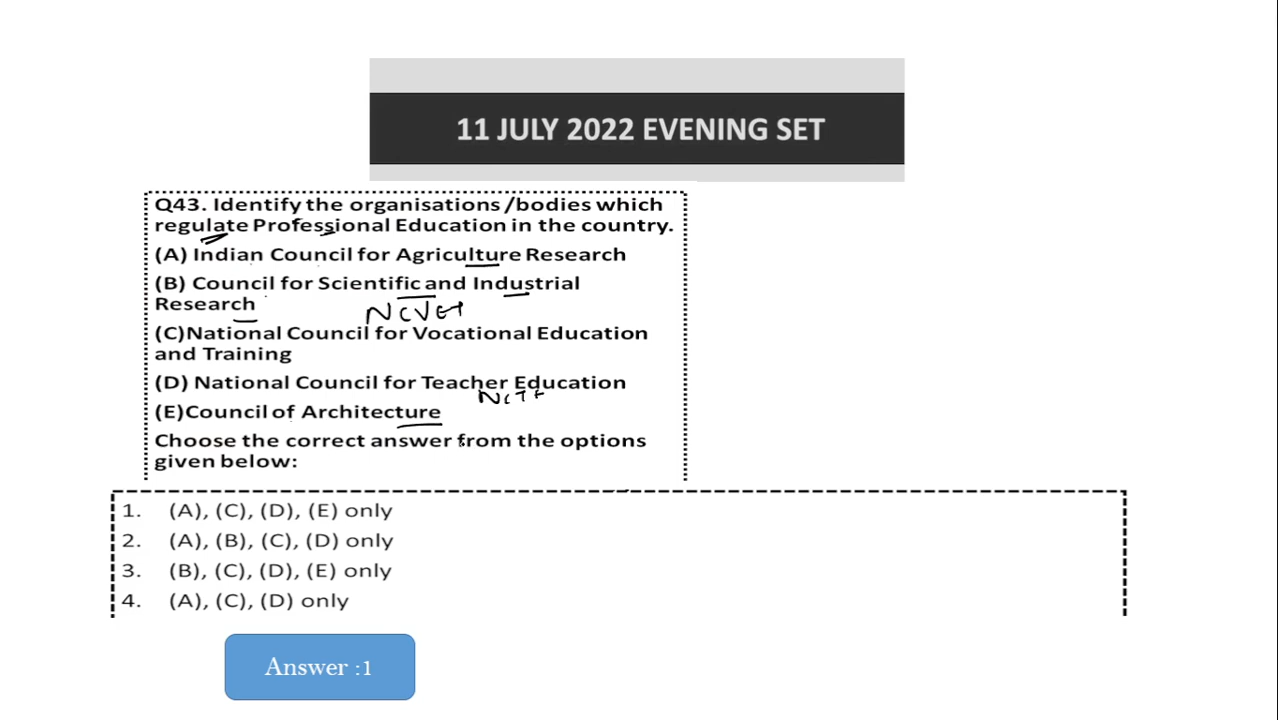 11 JULY 2022 EVENING SET
Q43. Identify the organisations/bodies which
regulate Professional Education in the country.
(A) Indian Council for Agriculture Research
(B) Council for Scientific and Industrial
Research
NCVET
(C)National Council for Vocational Education
and Training
(D) National Council for Teacher Education
NCTE
(E)Council of Architecture
Choose the correct answer from the options
given below:
1. (A), (C), (D), (E) only
2. (A), (B), (C), (D) only
3. (B), (C), (D), (E) only
4. (A), (C), (D) only
Answer :1